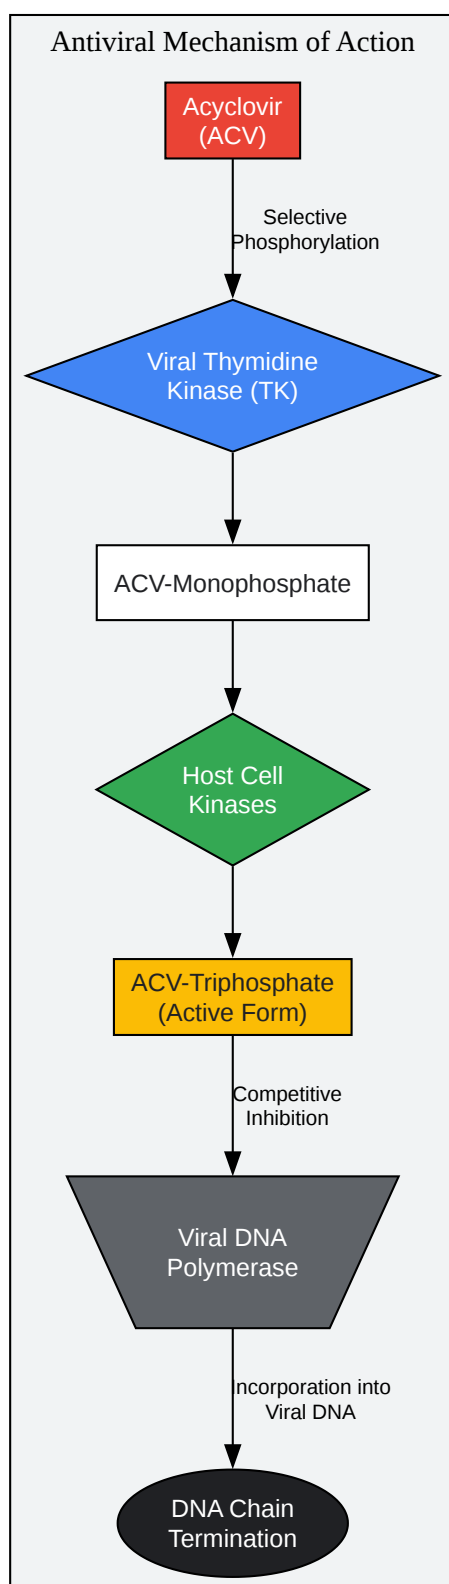 Antiviral Mechanism of Action
Acyclovir
(ACV)
Selective
Phosphorylation
Viral Thymidine
Kinase (TK)
ACV-Monophosphate
Host Cell
Kinases
ACV-Triphosphate
(Active Form)
Competitive
Inhibition
Viral DNA
Polymerase
Incorporation into
Viral DNA
DNA Chain
Termination